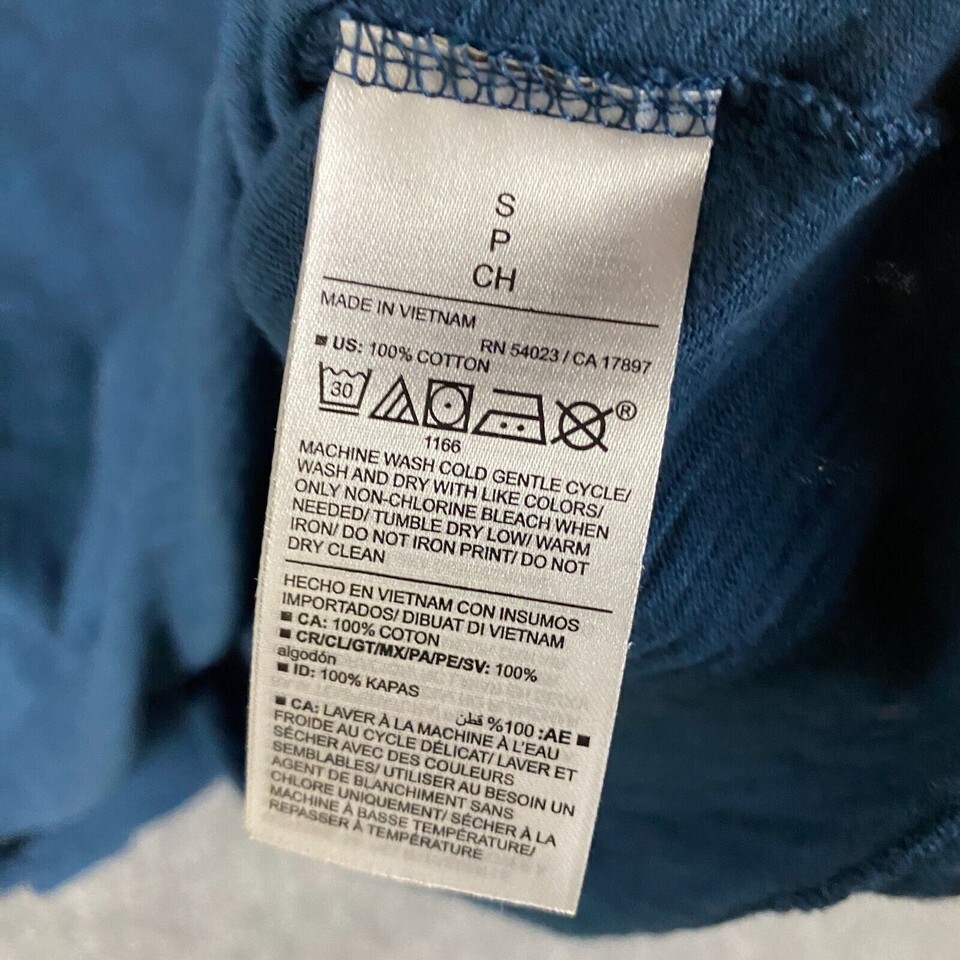 S
P
CH
MADE IN VIETNAM
RN 54023 / CA 17897
■ US: 100% COTTON
30
®
1166
MACHINE WASH COLD GENTLE CYCLE/
WASH AND DRY WITH LIKE COLORS/
ONLY NON-CHLORINE BLEACH WHEN
NEEDED/ TUMBLE DRY LOW/ WARM
IRON/ DO NOT IRON PRINT/ DO NOT
DRY CLEAN
HECHO EN VIETNAM CON INSUMOS
IMPORTADOS/ DIBUAT DI VIETNAM
■ CA: 100% COTON
■ CR/CL/GT/MX/PA/PE/SV: 100%
algodón
■ ID: 100% KAPAS
■ AE: 100% قطن
■ CA: LAVER À LA MACHINE À L'EAU
FROIDE AU CYCLE DÉLICAT/ LAVER ET
SÉCHER AVEC DES COULEURS
SEMBLABLES/ UTILISER AU BESOIN UN
AGENT DE BLANCHIMENT SANS
CHLORE UNIQUEMENT/ SÉCHER À LA
MACHINE À BASSE TEMPÉRATURE/
REPASSER À TEMPÉRATURE